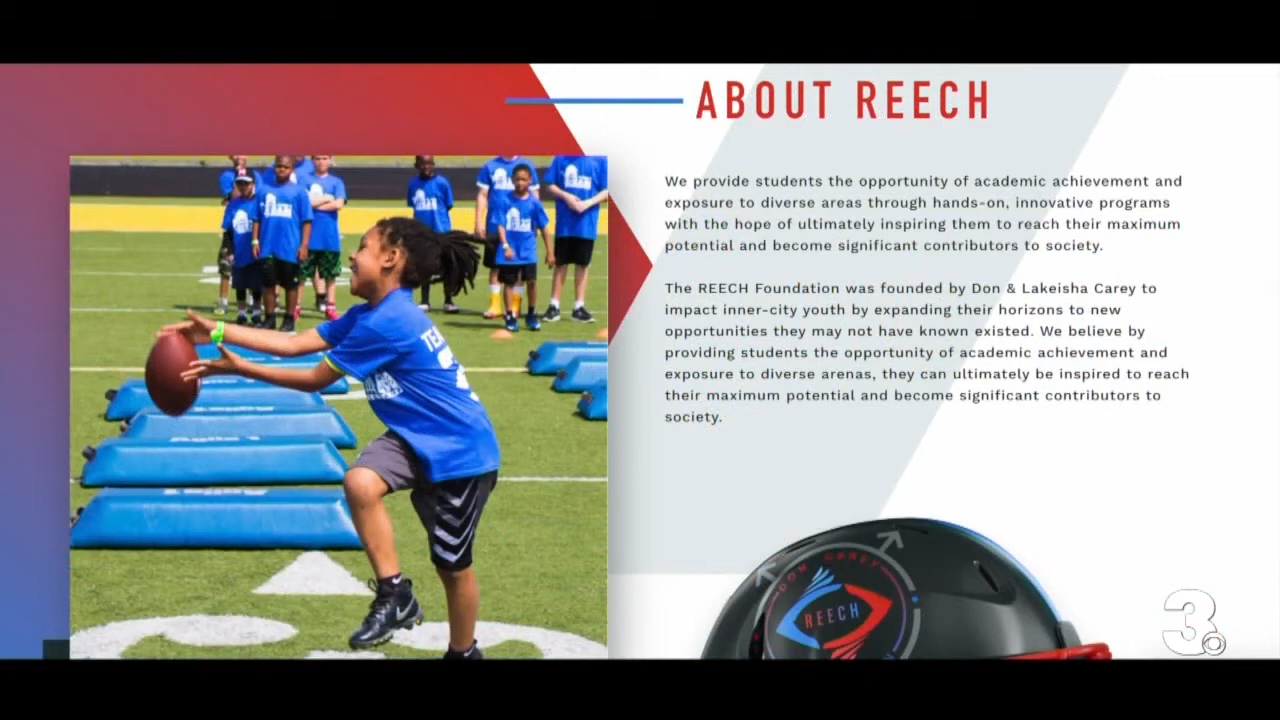 ABOUT REECH
We provide students the opportunity of academic achievement and
exposure to diverse areas through hands-on, innovative programs
with the hope of ultimately inspiring them to reach their maximum
potential and become significant contributors to society.
The REECH Foundation was founded by Don & Lakeisha Carey to
impact inner-city youth by expanding their horizons to new
opportunities they may not have known existed. We believe by
providing students the opportunity of academic achievement and
exposure to diverse arenas, they can ultimately be inspired to reach
their maximum potential and become significant contributors to
society.
DON CAREY
REECH
3